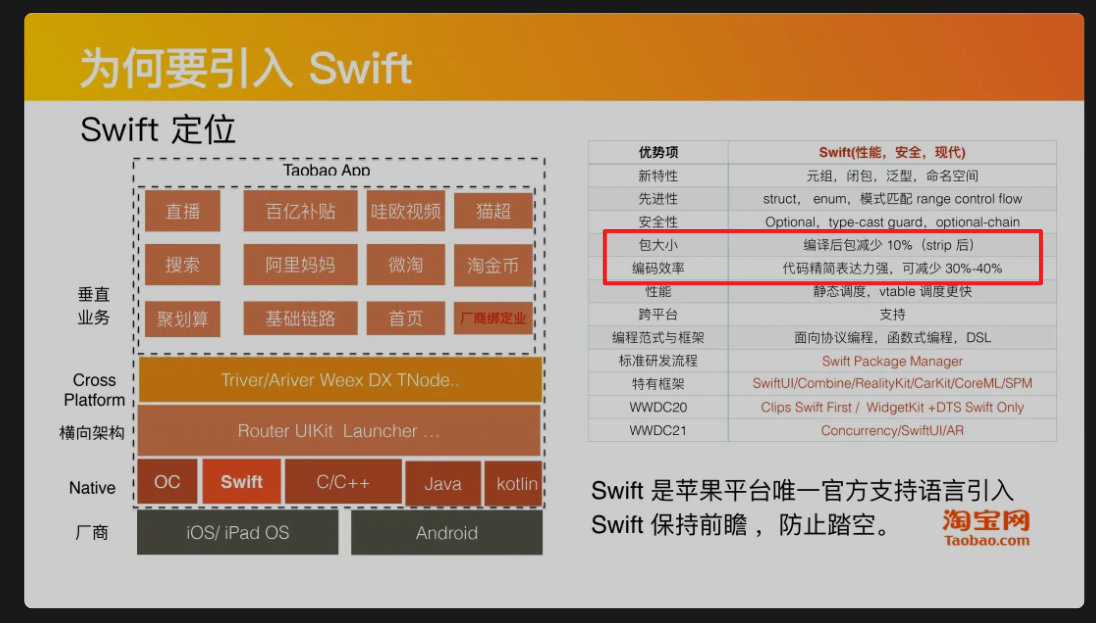 为何要引入 Swift
Swift 定位
Taobao App
直播 百亿补贴 哇欧视频 猫超
搜索 阿里妈妈 微淘 淘金币
聚划算 基础链路 首页 厂商绑定业
垂直
业务
Cross
Platform
Triver/Ariver Weex DX TNode..
横向架构
Router UIKit Launcher ...
Native
OC Swift C/C++ Java kotlin
厂商
iOS/ iPad OS Android
优势项 Swift(性能，安全，现代)
新特性 元组，闭包，泛型，命名空间
先进性 struct， enum，模式匹配 range control flow
安全性 Optional，type-cast guard，optional-chain
包大小 编译后包减少 10%（strip 后）
编码效率 代码精简表达力强，可减少 30%-40%
性能 静态调度，vtable 调度更快
跨平台 支持
编程范式与框架 面向协议编程，函数式编程，DSL
标准研发流程 Swift Package Manager
特有框架 SwiftUI/Combine/RealityKit/CarKit/CoreML/SPM
WWDC20 Clips Swift First / WidgetKit +DTS Swift Only
WWDC21 Concurrency/SwiftUI/AR
Swift 是苹果平台唯一官方支持语言引入
Swift 保持前瞻 ，防止踏空。
淘宝网
Taobao.com